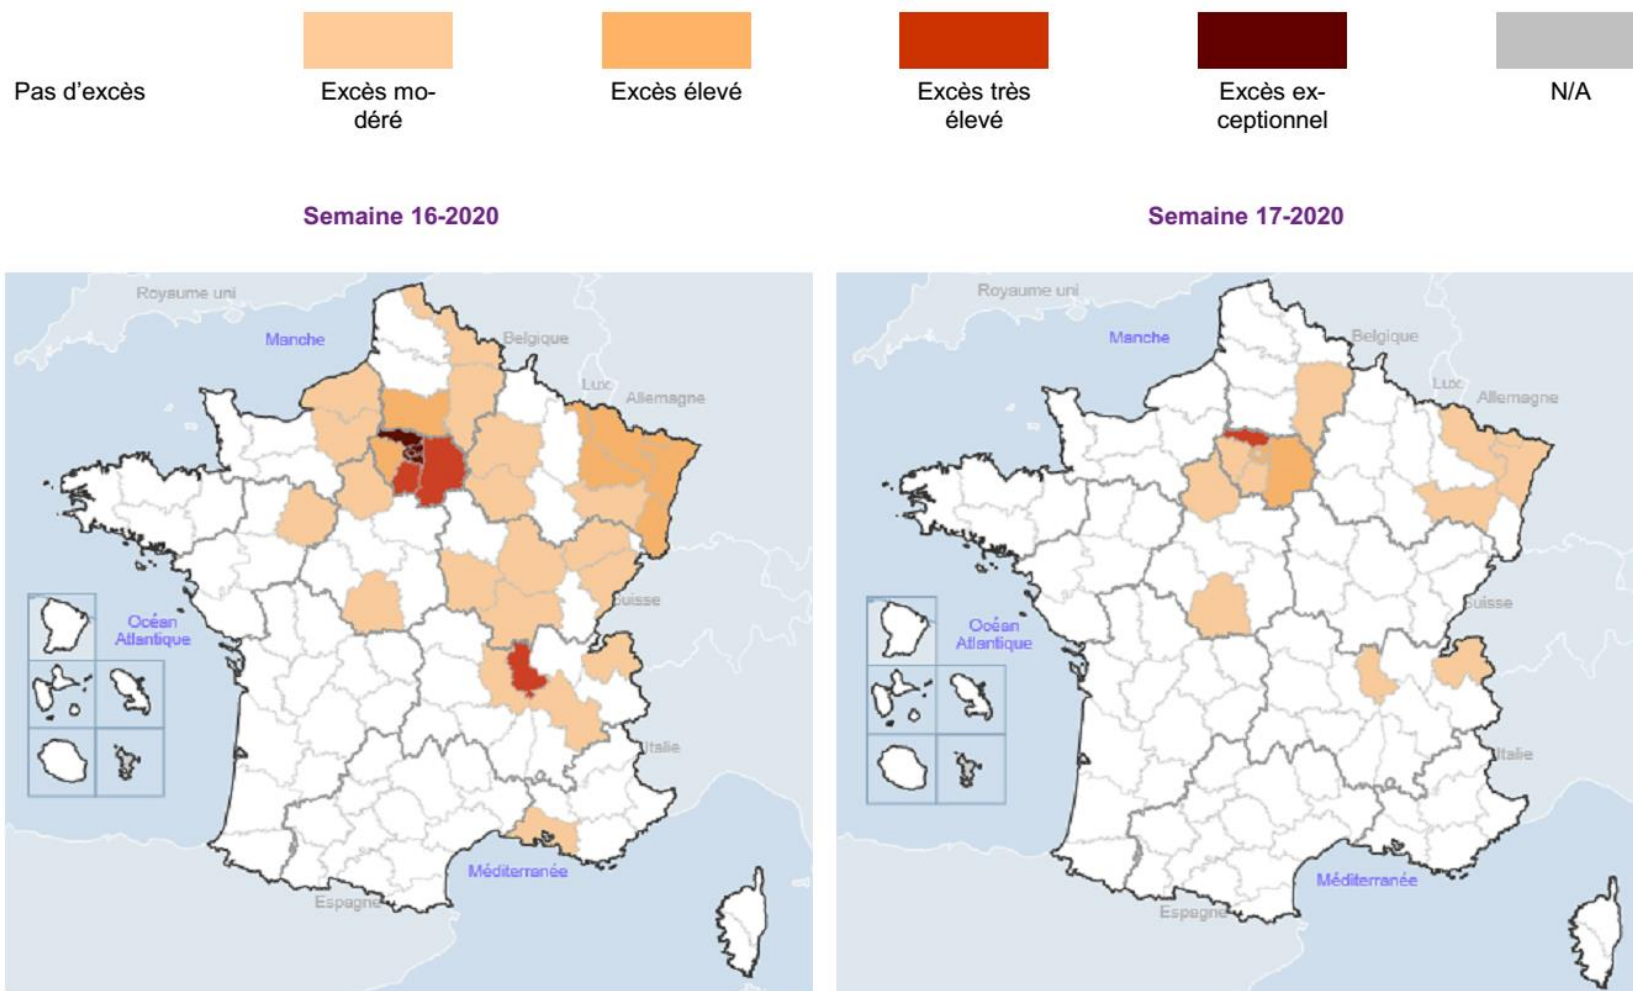 Pas d'excès
Excès mo-
déré
Excès élevé
Excès très
élevé
Excès ex-
ceptionnel
N/A
Semaine 16-2020
Semaine 17-2020
Royaume uni
Manche
Belgique
Lux.
Allemagne
Suisse
Océan
Atlantique
Italie
Méditerranée
Espagne
Royaume uni
Manche
Belgique
Lux.
Allemagne
Suisse
Océan
Atlantique
Italie
Méditerranée
Espagne